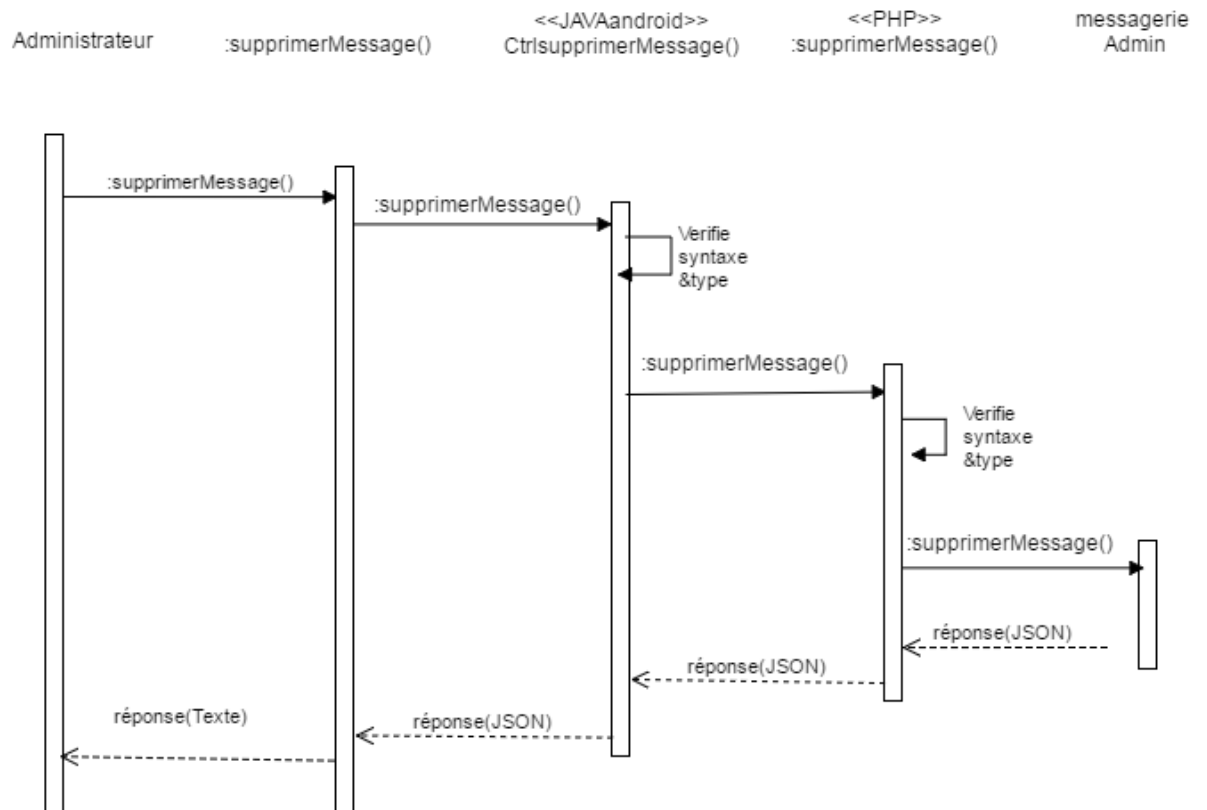 Administrateur
:supprimerMessage()
<<JAVAandroid>>
CtrlsupprimerMessage()
<<PHP>>
:supprimerMessage()
messagerie
Admin
:supprimerMessage()
:supprimerMessage()
Verifie
syntaxe
&type
:supprimerMessage()
Verifie
syntaxe
&type
:supprimerMessage()
réponse(JSON)
réponse(JSON)
réponse(JSON)
réponse(Texte)